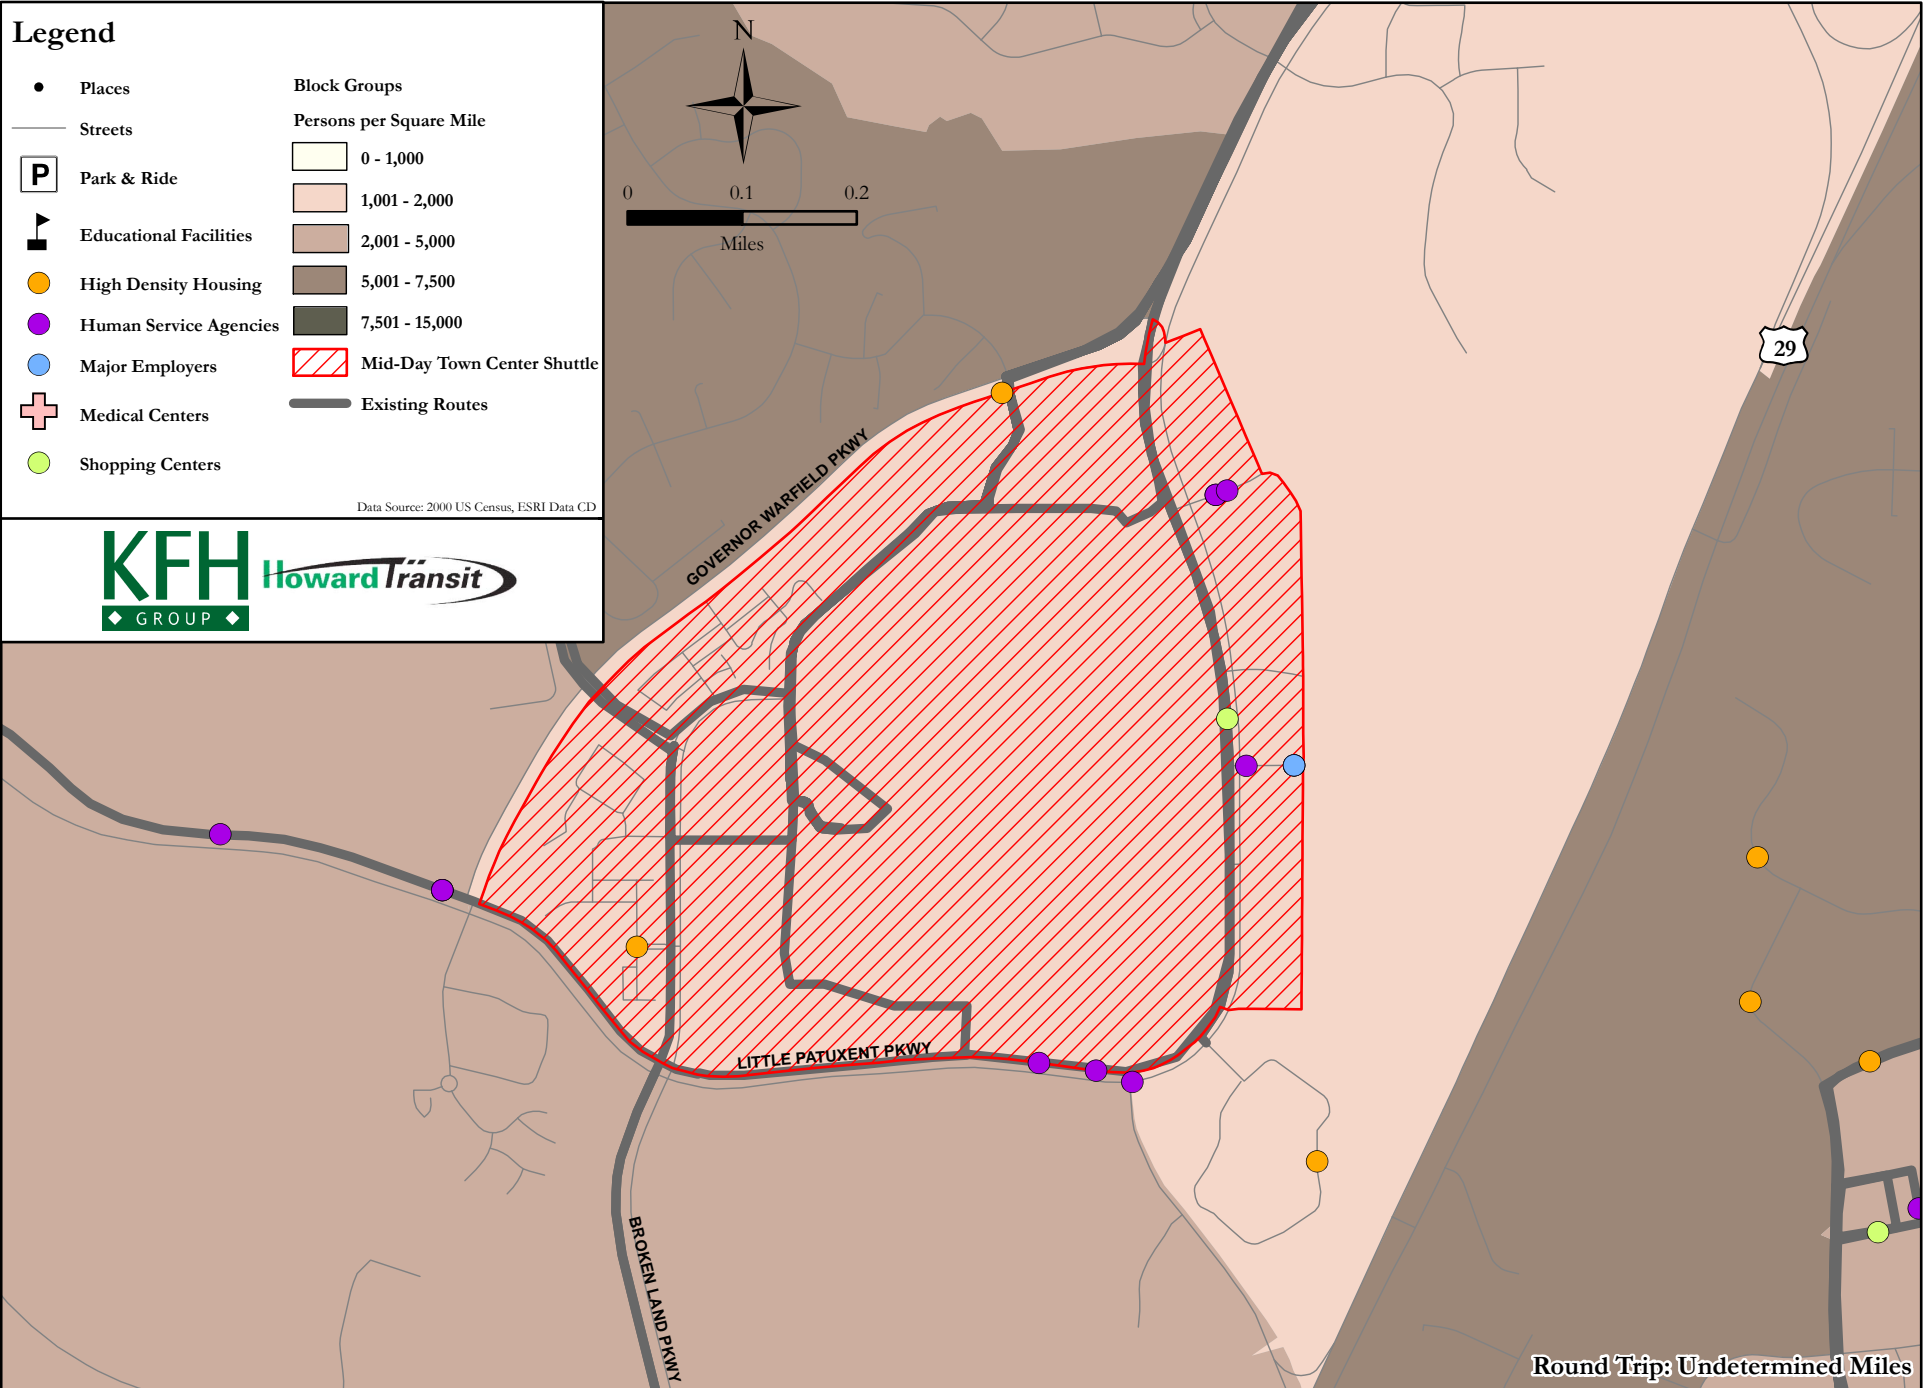 Legend
Places
Streets
P
Park & Ride
Educational Facilities
High Density Housing
Human Service Agencies
Major Employers
Medical Centers
Shopping Centers
Block Groups
Persons per Square Mile
0 - 1,000
1,001 - 2,000
2,001 - 5,000
5,001 - 7,500
7,501 - 15,000
Mid-Day Town Center Shuttle
Existing Routes
Data Source: 2000 US Census, ESRI Data CD
KFH
GROUP
Howard Tränsit
N
0 0.1 0.2
Miles
29
GOVERNOR WARFIELD PKWY
LITTLE PATUXENT PKWY
BROKEN LAND PKWY
Round Trip: Undetermined Miles